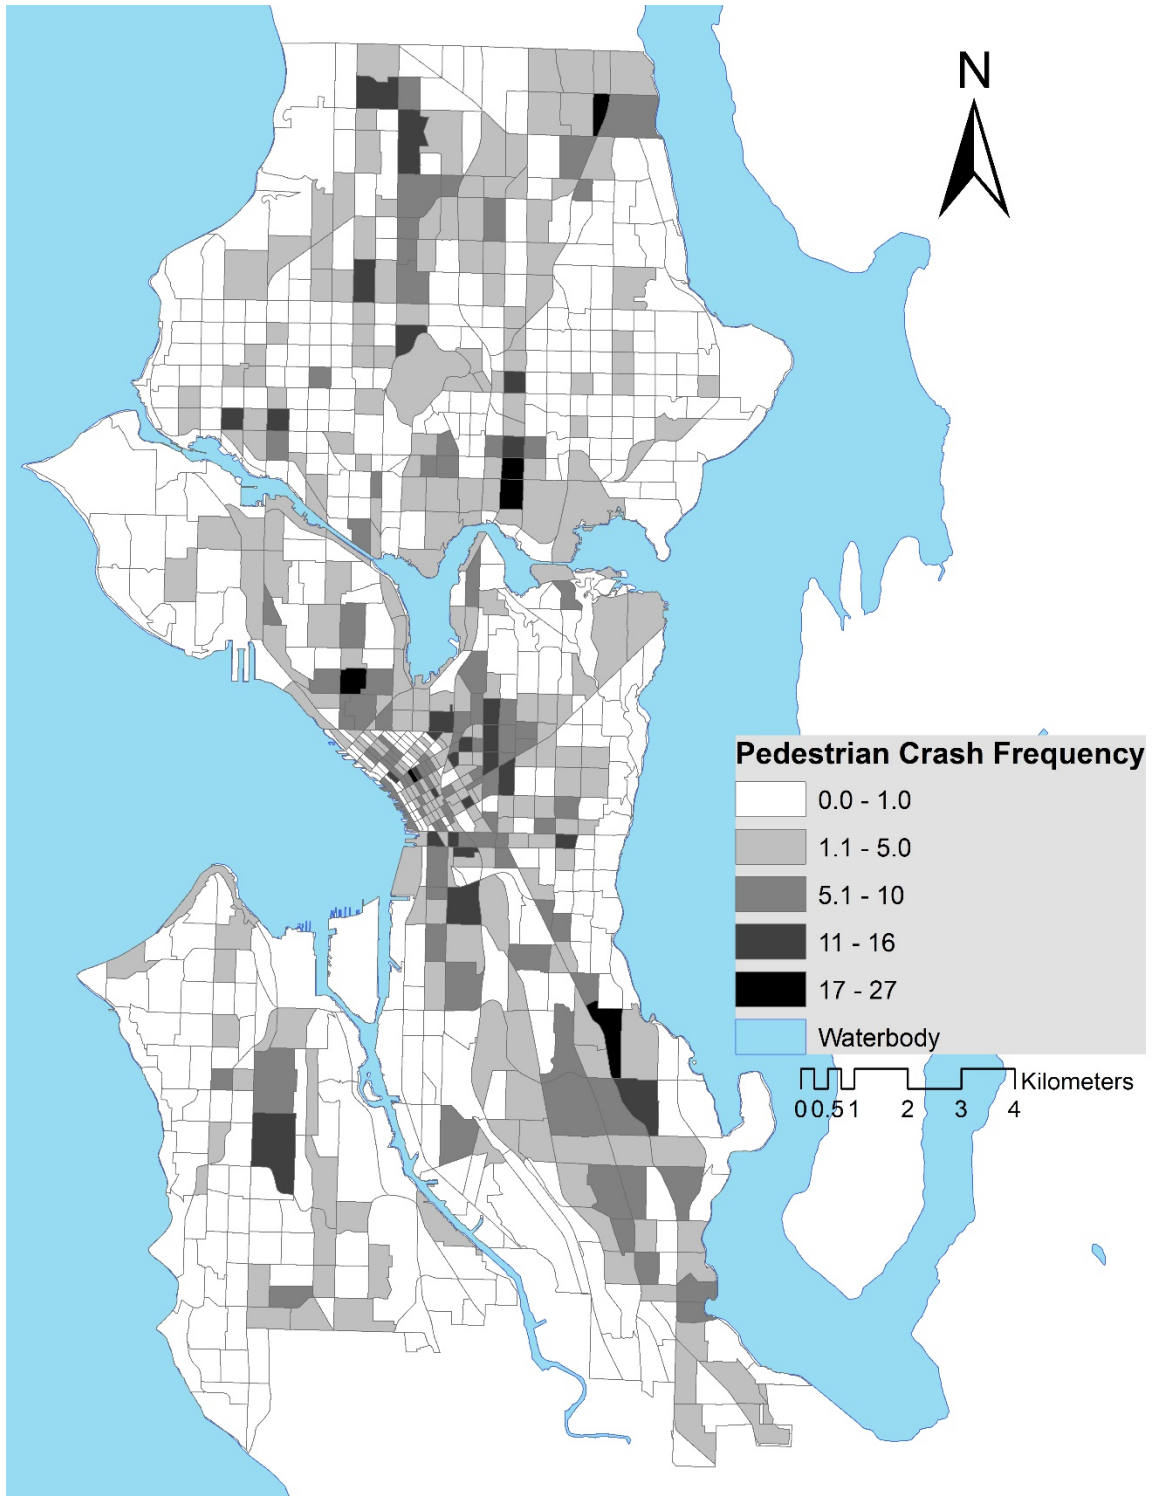 N
Pedestrian Crash Frequency
0.0 - 1.0
1.1 - 5.0
5.1 - 10
11 - 16
17 - 27
Waterbody
Kilometers
0 0.5 1 2 3 4